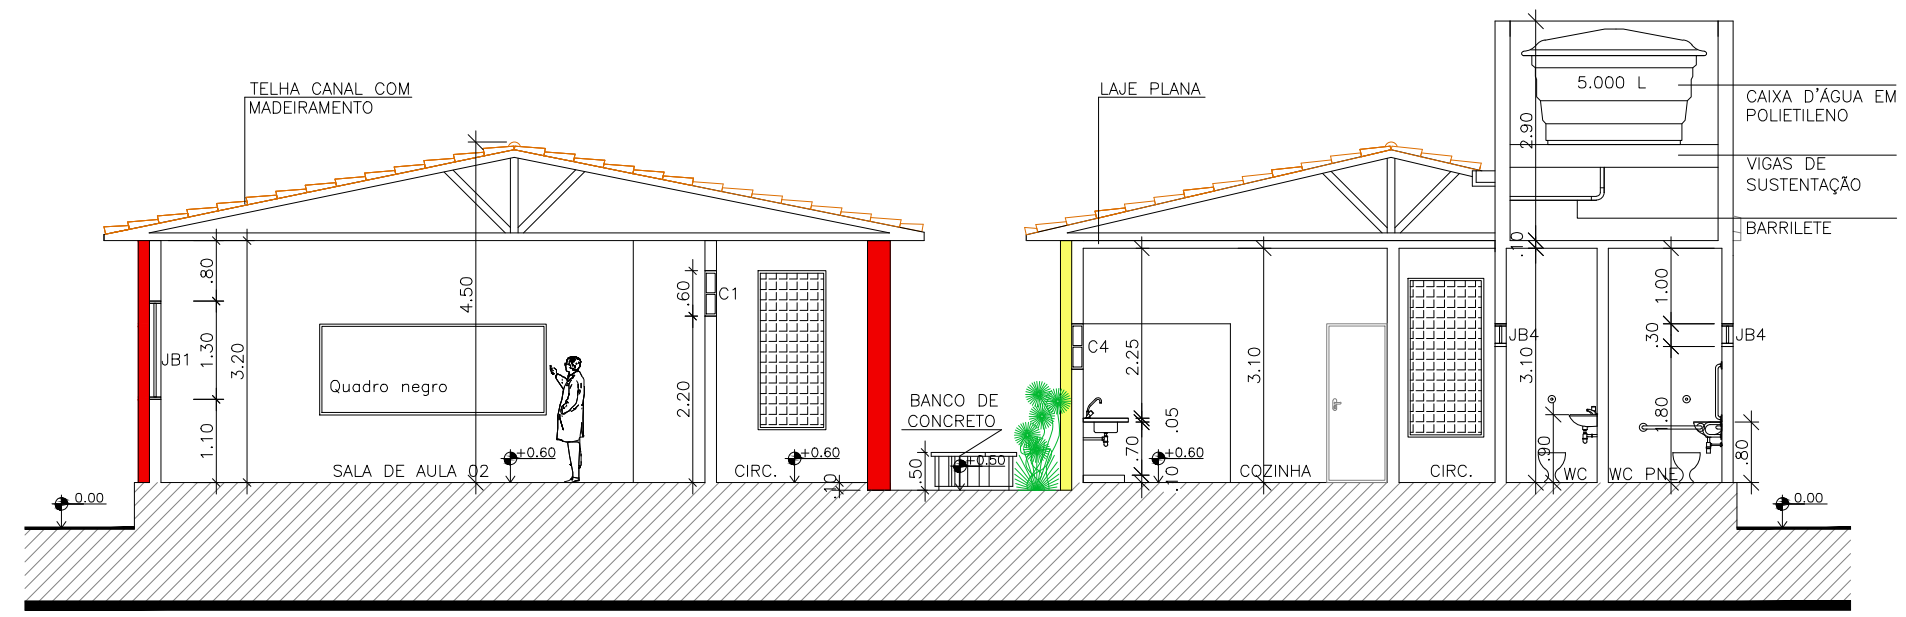 TELHA CANAL COM
MADEIRAMENTO
LAJE PLANA
5.000 L
CAIXA D'ÁGUA EM
POLIETILENO
VIGAS DE
SUSTENTAÇÃO
BARRILETE
2.90
.10
.80
1.30
1.10
3.20
4.50
.60
2.20
C1
JB1
Quadro negro
SALA DE AULA 02
+0.60
CIRC.
+0.60
.10
BANCO DE
CONCRETO
.50
+0.50
C4
2.25
.05
.70
.10
+0.60
3.10
COZINHA
CIRC.
JB4
3.10
.90
WC
WC PNE
1.00
.30
1.80
JB4
.80
0.00
0.00